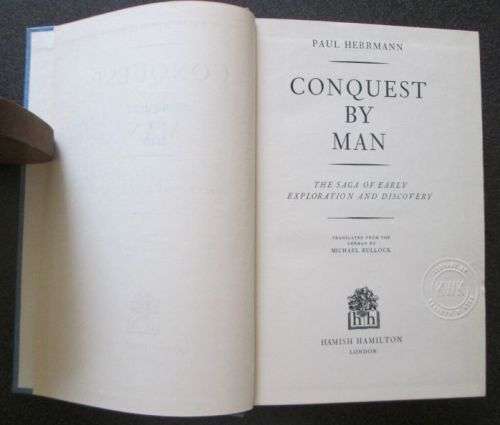 PAUL HERRMANN
CONQUEST
BY
MAN
THE SAGA OF EARLY
EXPLORATION AND DISCOVERY
TRANSLATED FROM THE
GERMAN BY
MICHAEL BULLOCK
hh
HAMISH HAMILTON
LONDON